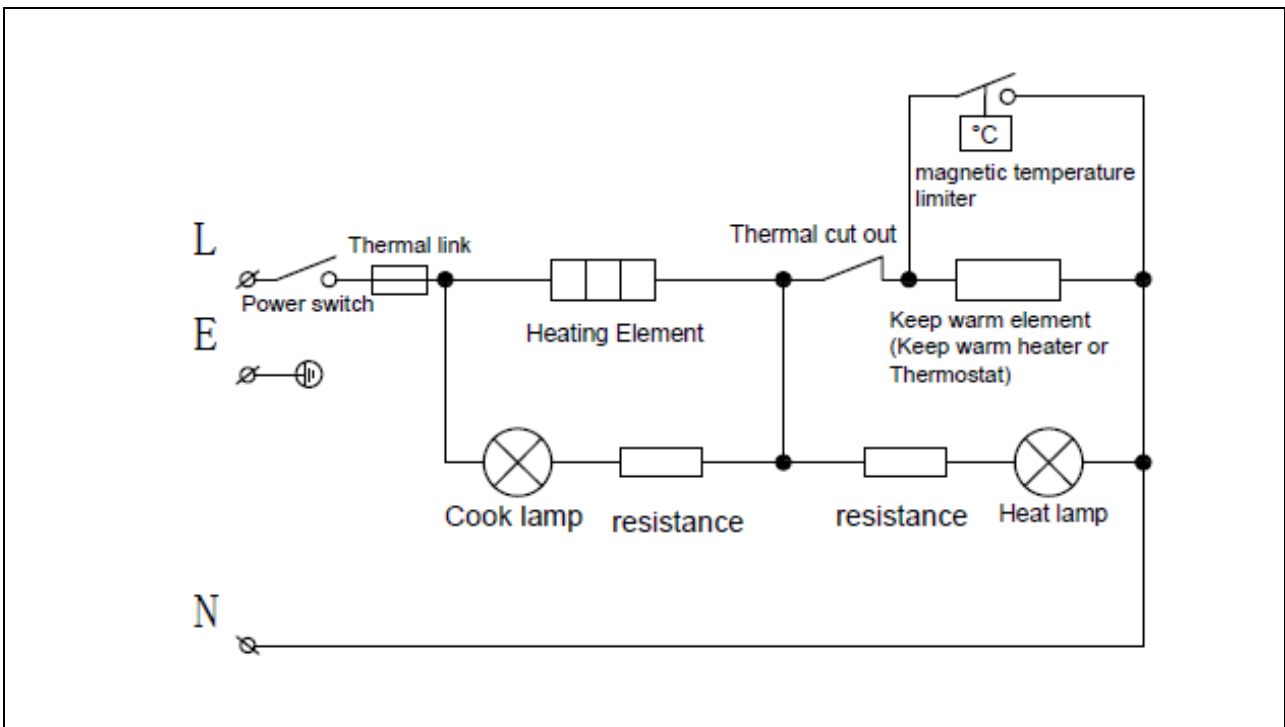 °C
magnetic temperature
limiter
L
Thermal link
Thermal cut out
Power switch
Heating Element
Keep warm element
(Keep warm heater or
Thermostat)
E
Cook lamp
resistance
resistance
Heat lamp
N